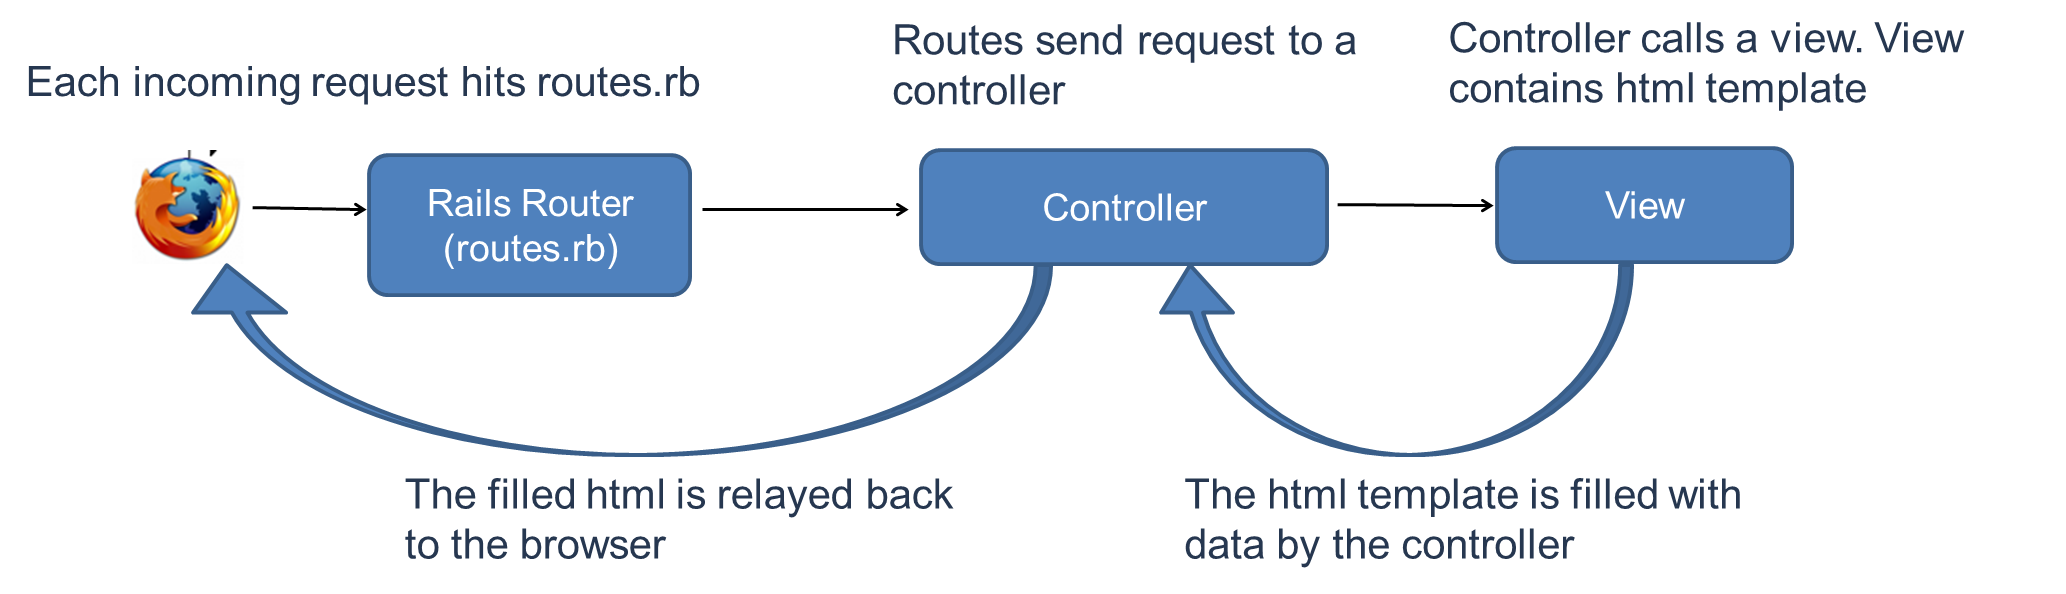 Each incoming request hits routes.rb
Routes send request to a
controller
Controller calls a view. View
contains html template
Rails Router
(routes.rb)
Controller
View
The filled html is relayed back
to the browser
The html template is filled with
data by the controller